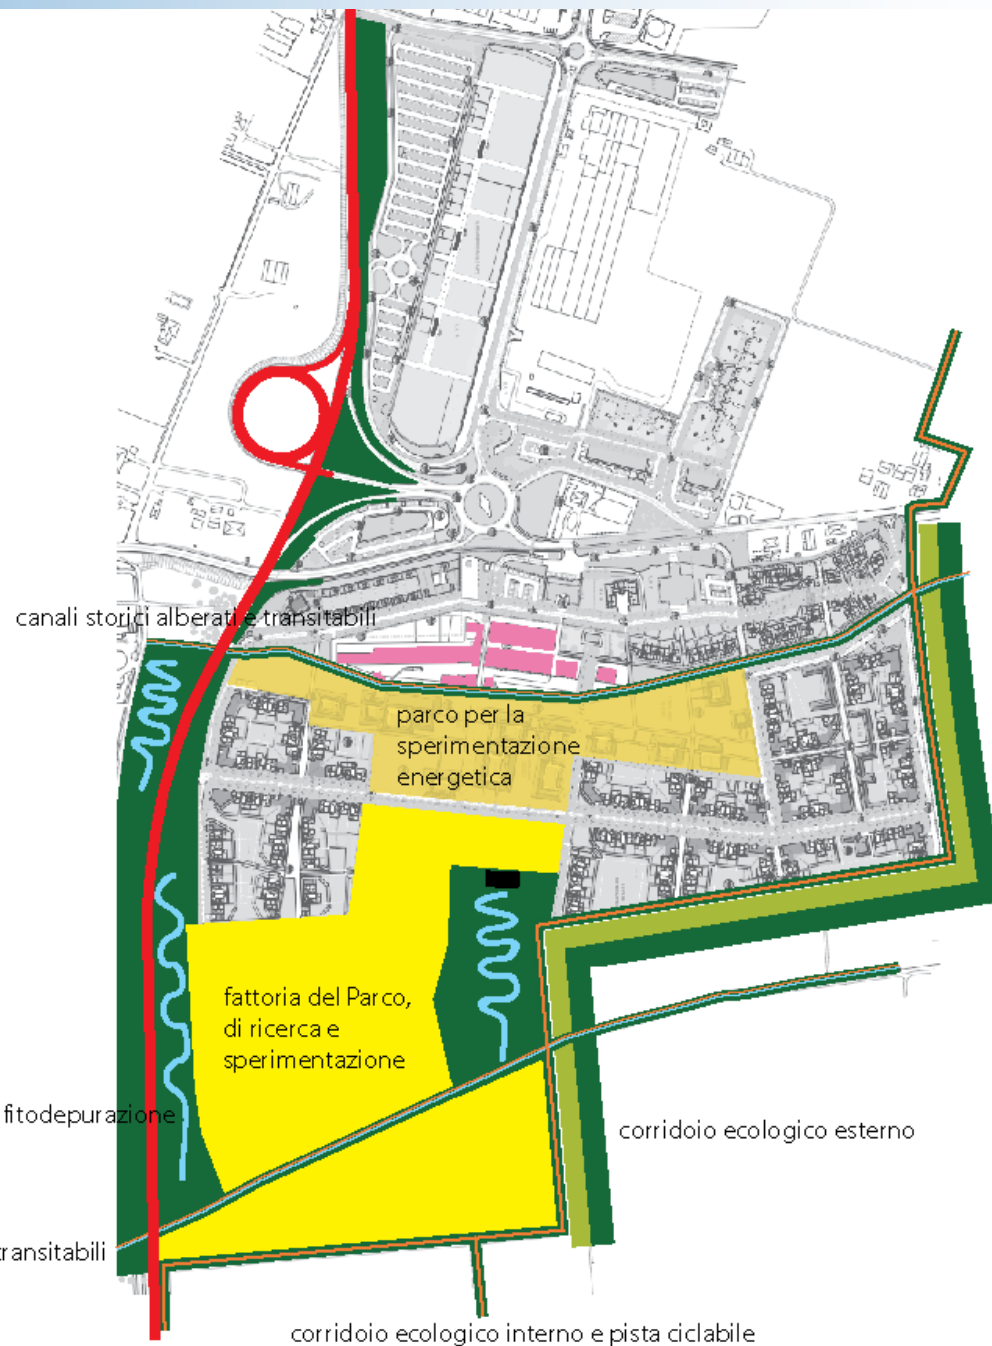 canali storici alberati e transitabili
parco per la
sperimentazione
energetica
fattoria del Parco,
di ricerca e
sperimentazione
fitodepurazione
corridoio ecologico esterno
transitabili
corridoio ecologico interno e pista ciclabile